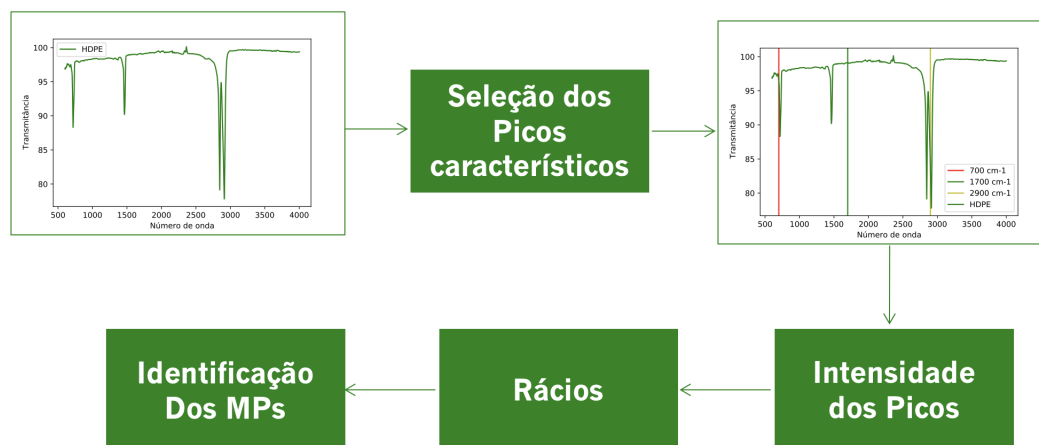 HDPE
100
95
90
85
80
Transmitância
500 1000 1500 2000 2500 3000 3500 4000
Número de onda
Seleção dos
Picos
característicos
100
95
90
85
80
Transmitância
700 cm-1
1700 cm-1
2900 cm-1
HDPE
500 1000 1500 2000 2500 3000 3500 4000
Número de onda
Identificação
Dos MPs
Rácios
Intensidade
dos Picos